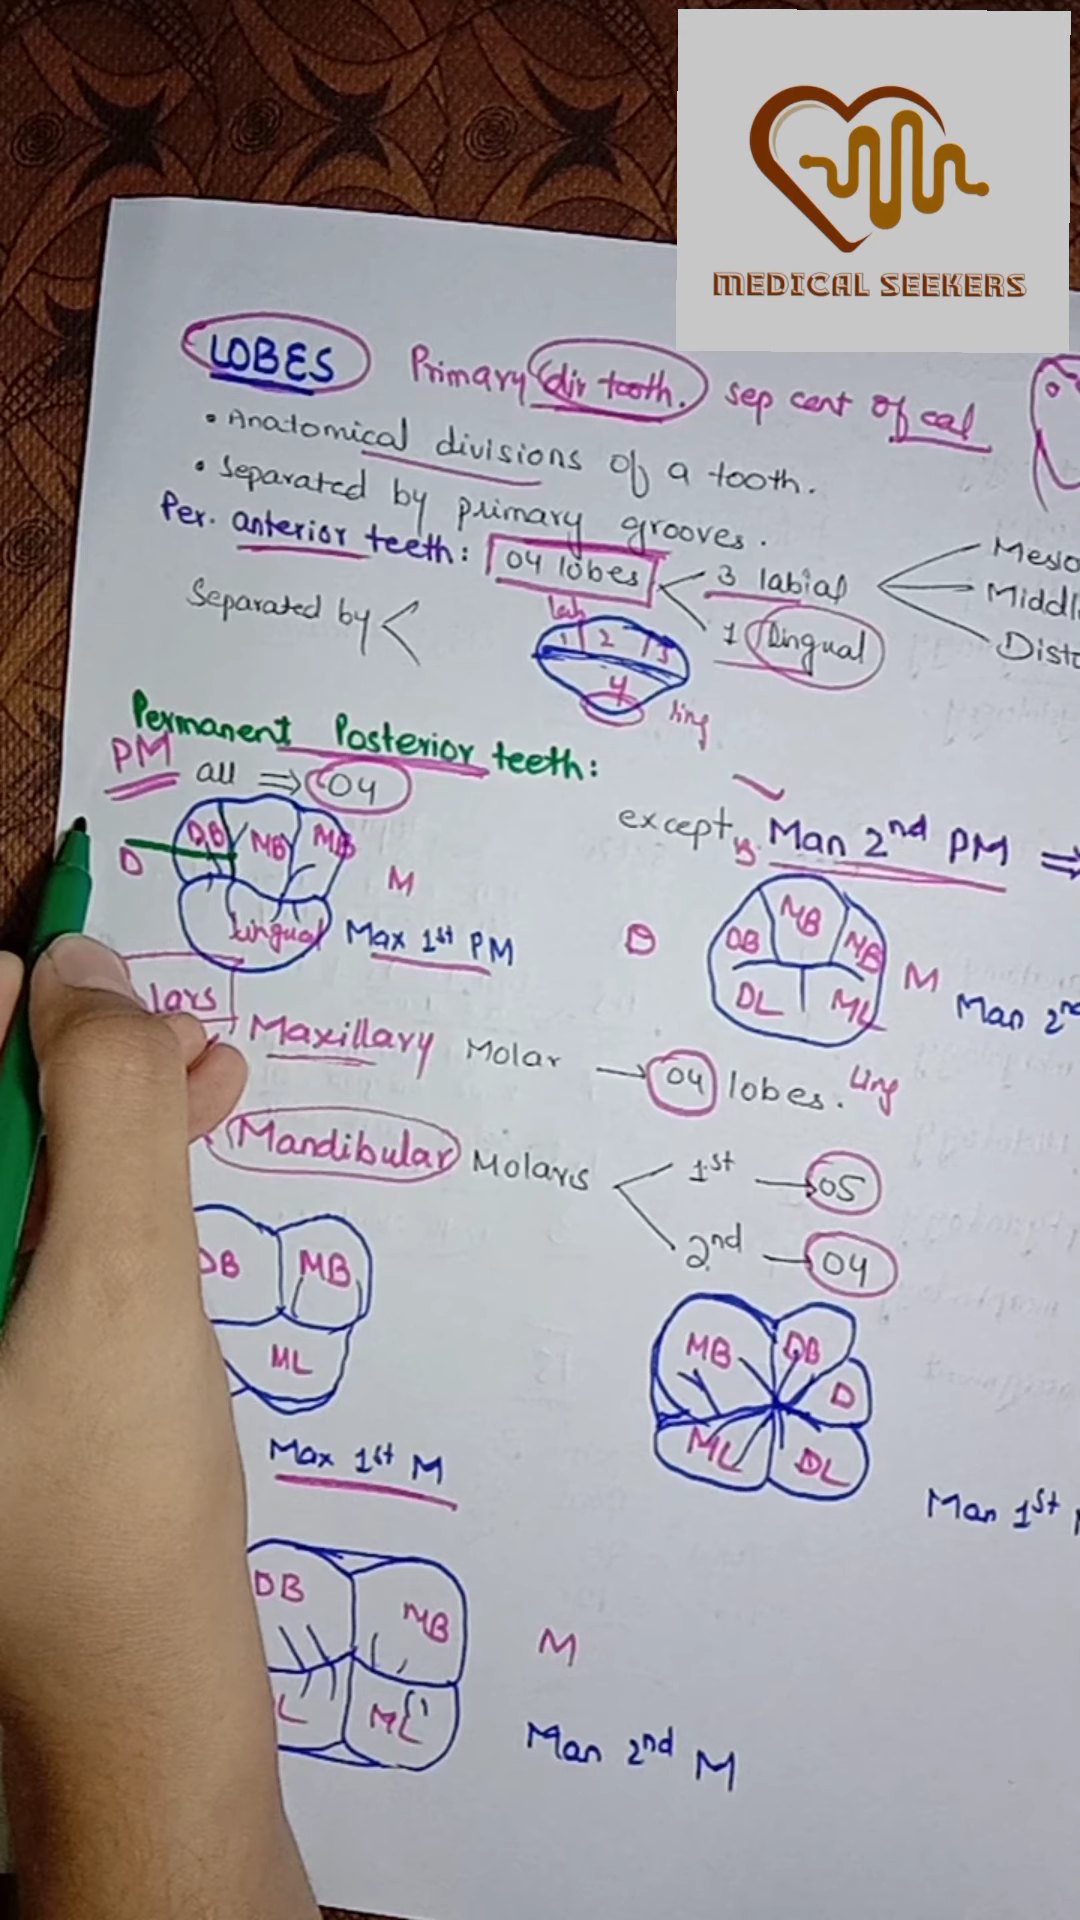 MEDICAL SEEKERS
LOBES Primary div tooth. sep cent of cal
• Anatomical divisions of a tooth.
• Separated by primary grooves.
Per. anterior teeth: 04 lobes 3 labial
1 lingual
Middl
Separated by
lab
1 2 3
4
ling
Permanent Posterior teeth:
PM all ⇒ 04
except Man 2nd PM ⇒
D DB MB MB M
Lingual
Max 1st PM
D DB MB MB M
DL ML
Man 2nd
lars
Maxillary Molar → 04 lobes. Ling
Mandibular Molars 1st → 05
2nd → 04
DB MB
ML
Max 1st M
MB DB
D
ML DL
Man 1st
DB MB
M
L ML
Man 2nd M